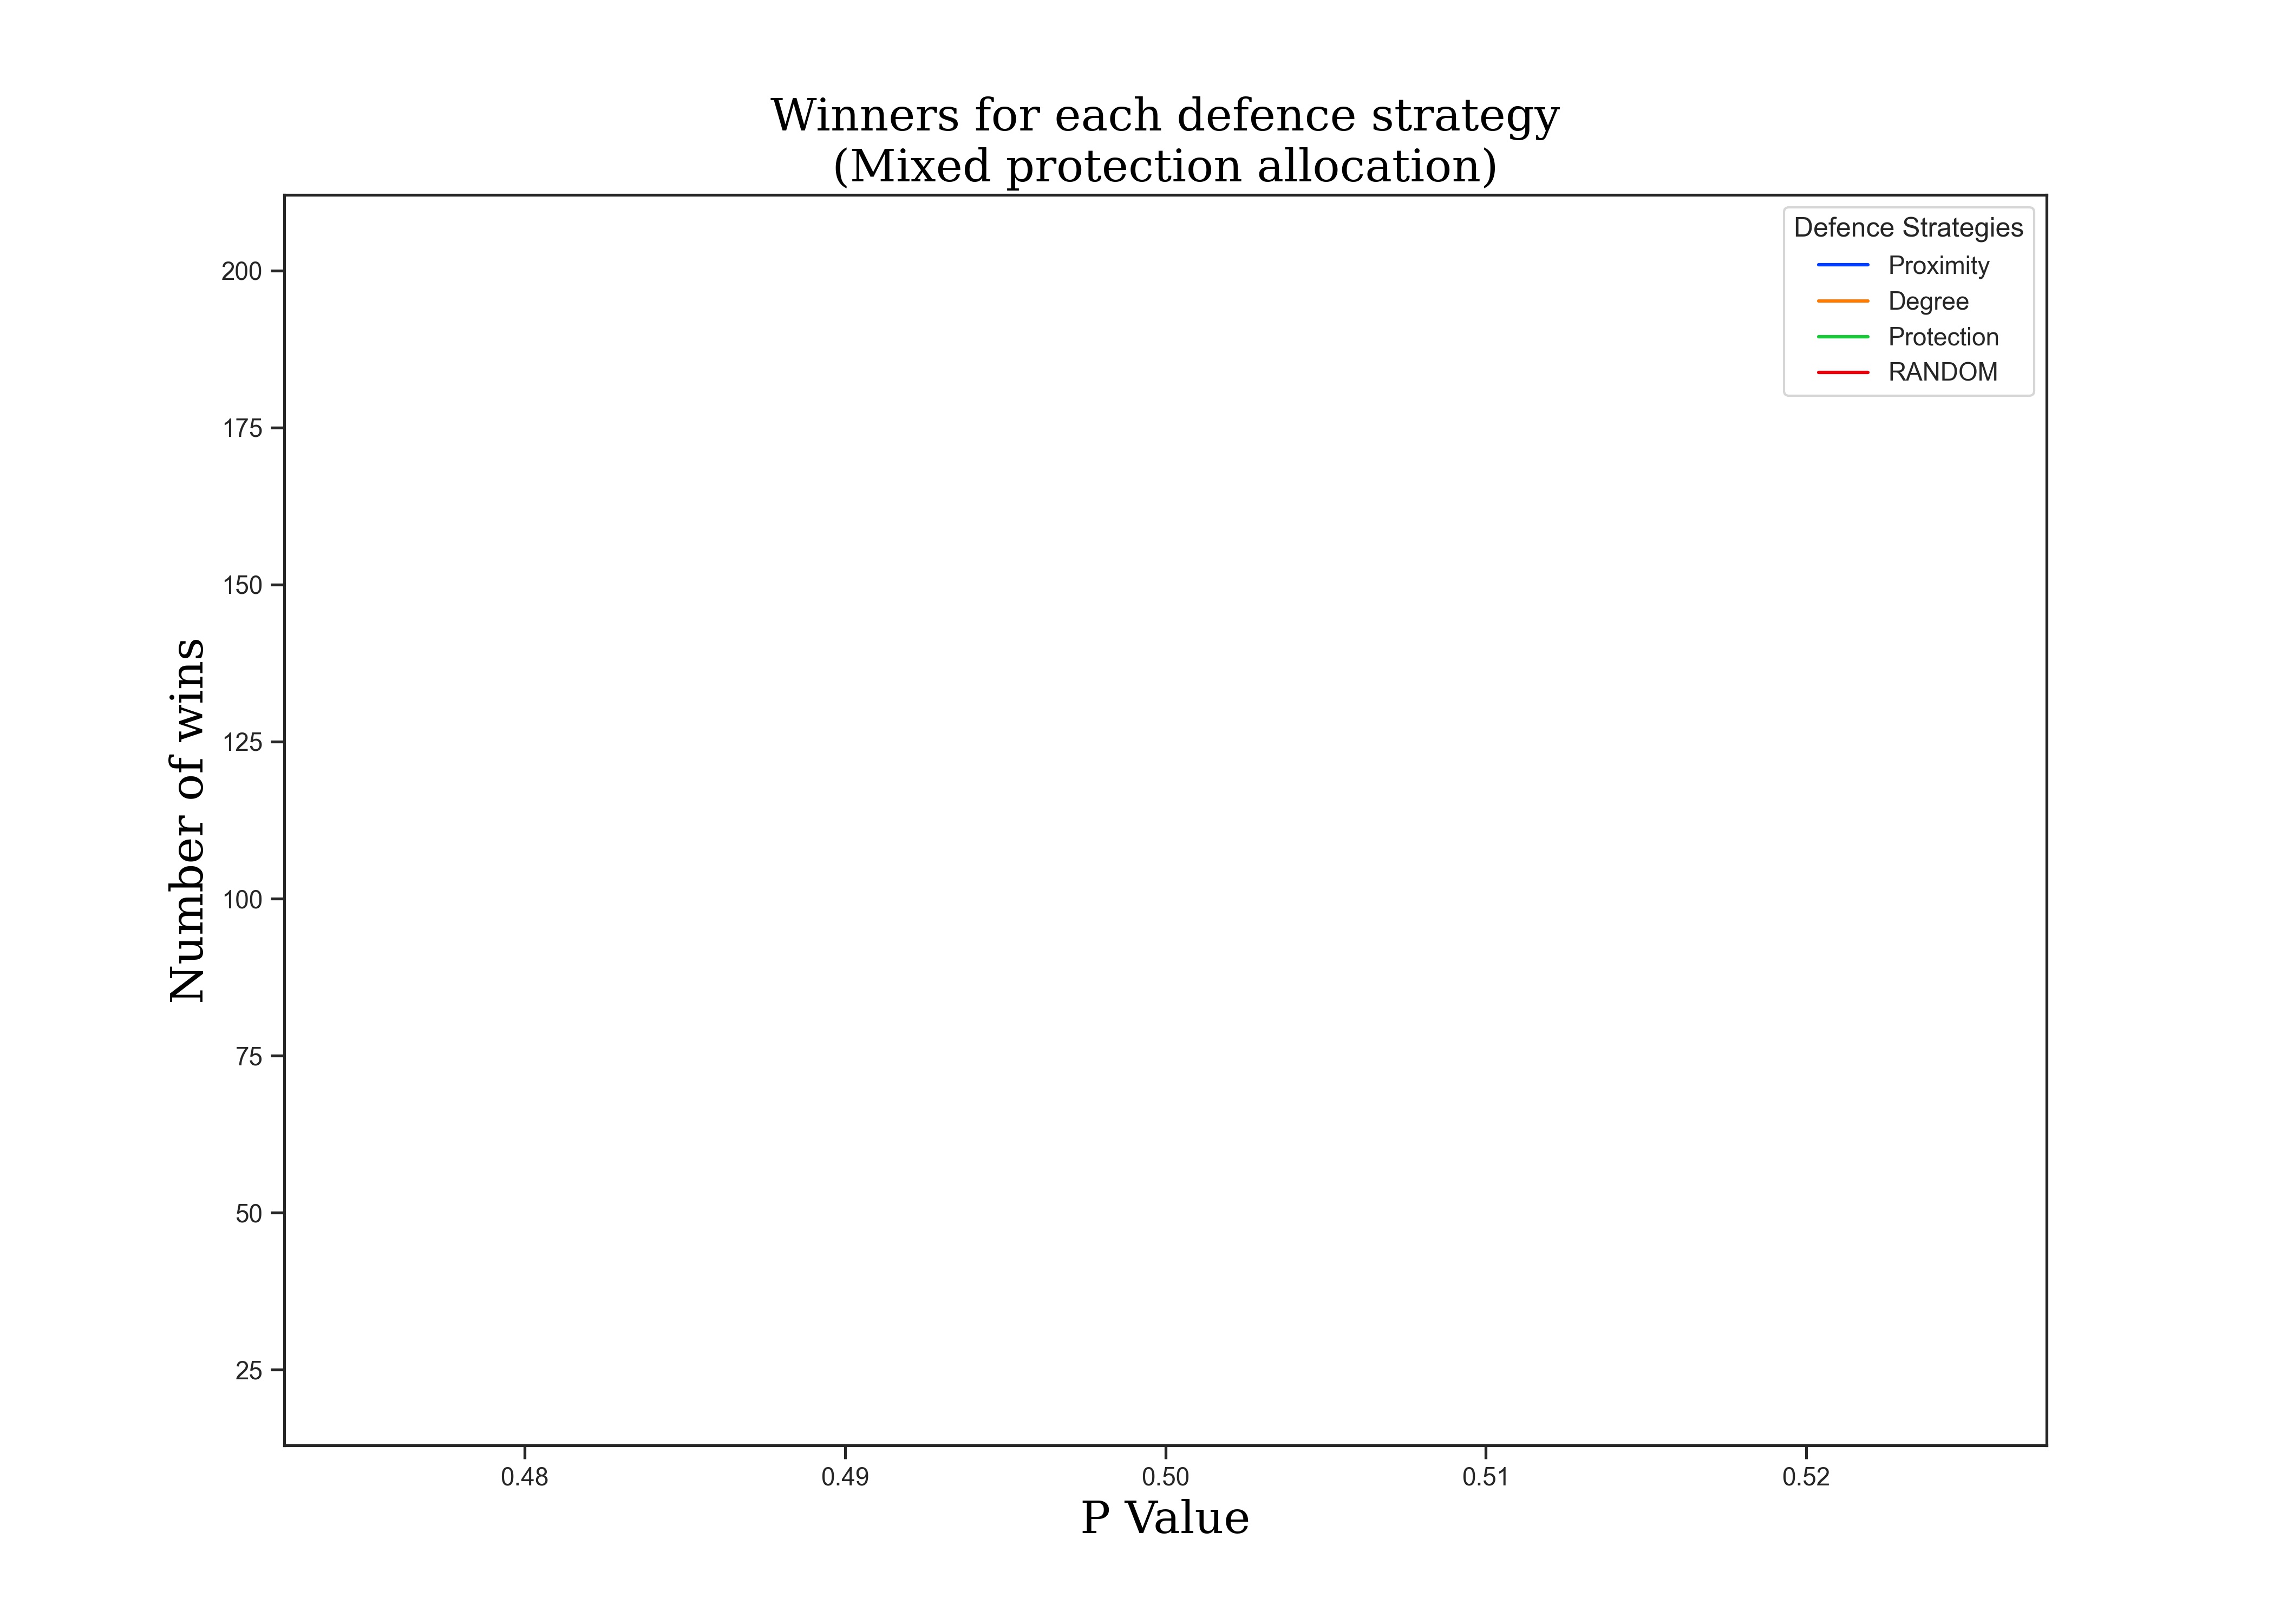 Winners for each defence strategy
(Mixed protection allocation)
Defence Strategies
Proximity
Degree
Protection
RANDOM
200
175
150
125
100
75
50
25
Number of wins
0.48
0.49
0.50
0.51
0.52
P Value